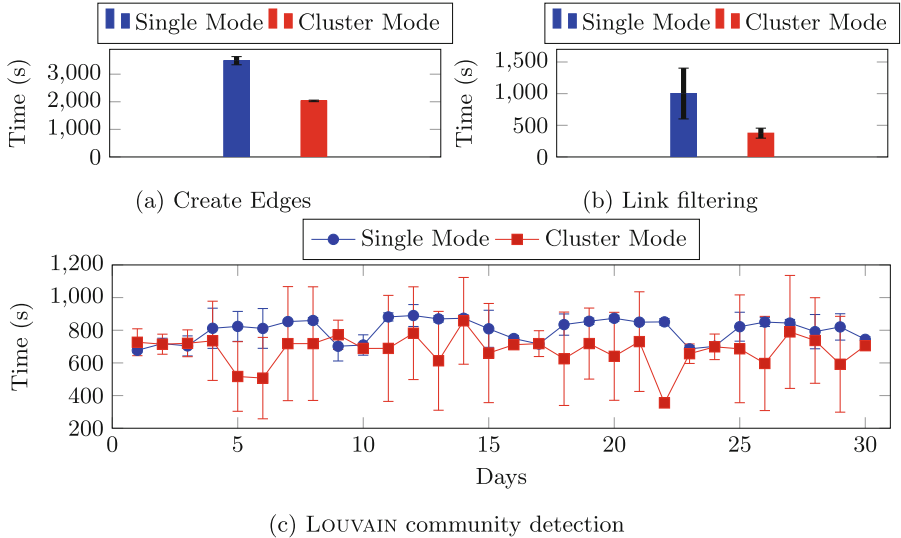 Single Mode Cluster Mode
Time (s)
3,000
2,000
1,000
0
(a) Create Edges
Single Mode Cluster Mode
Time (s)
1,500
1,000
500
0
(b) Link filtering
Single Mode Cluster Mode
Time (s)
1,200
1,000
800
600
400
200
0 5 10 15 20 25 30
Days
(c) LOUVAIN community detection